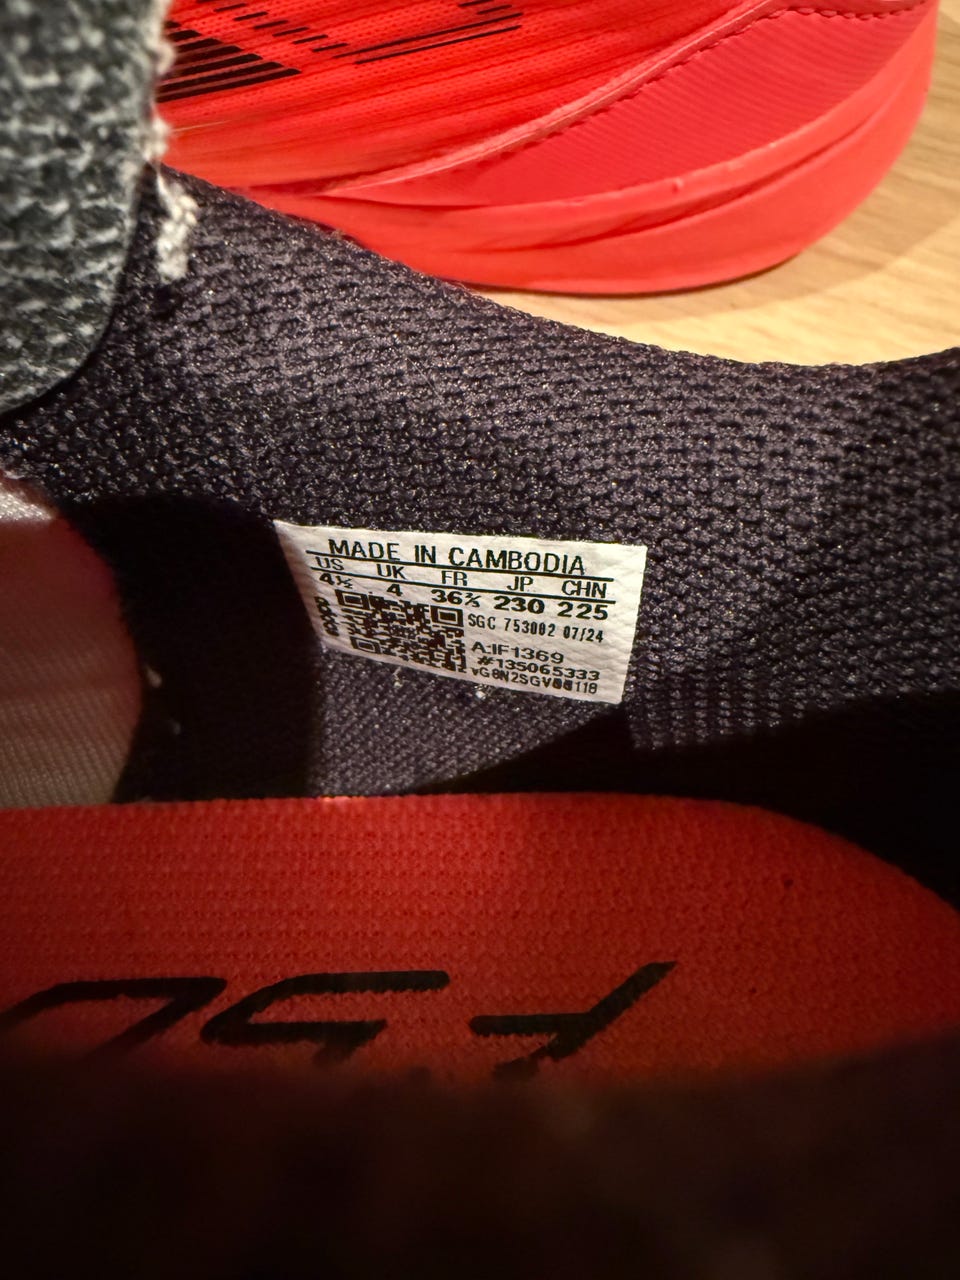 MADE IN CAMBODIA
US UK FR JP CHN
4½ 4 36⅔ 230 225
SGC 753002 07/24
A:IF1369
#135065333
F50